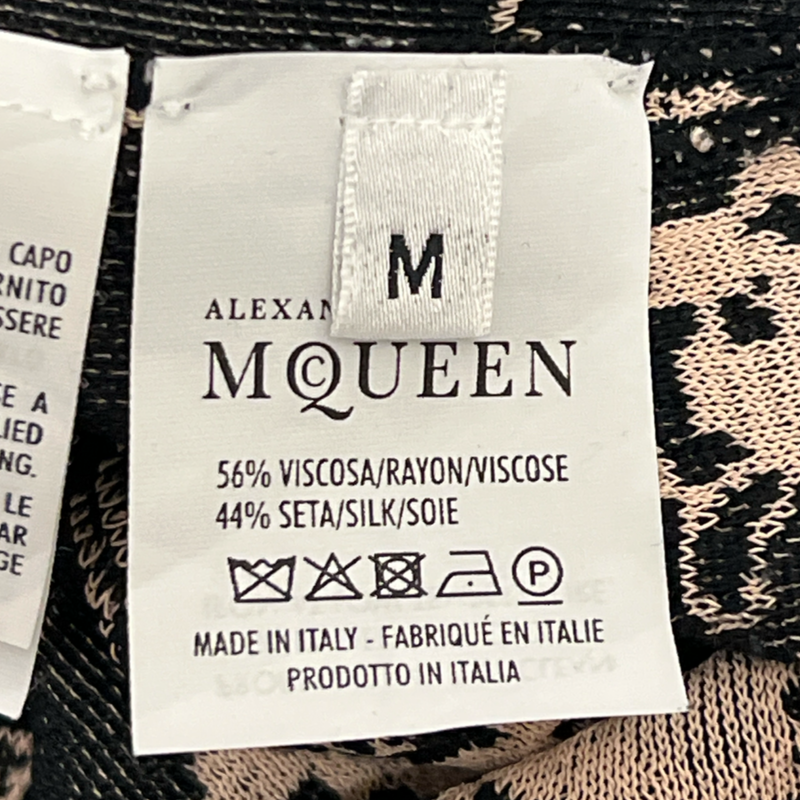 CAPO
SSERE
E A
LIED
NG.
LE
AR
GE
M
ALEXAN
McQUEEN
56% VISCOSA/RAYON/VISCOSE
44% SETA/SILK/SOIE
P
MADE IN ITALY - FABRIQUÉ EN ITALIE
PRODOTTO IN ITALIA